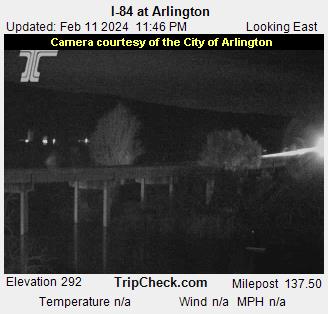 I-84 at Arlington
Updated: Feb 11 2024 11:46 PM Looking East
Camera courtesy of the City of Arlington
Elevation 292 TripCheck.com Milepost 137.50
Temperature n/a Wind n/a MPH n/a